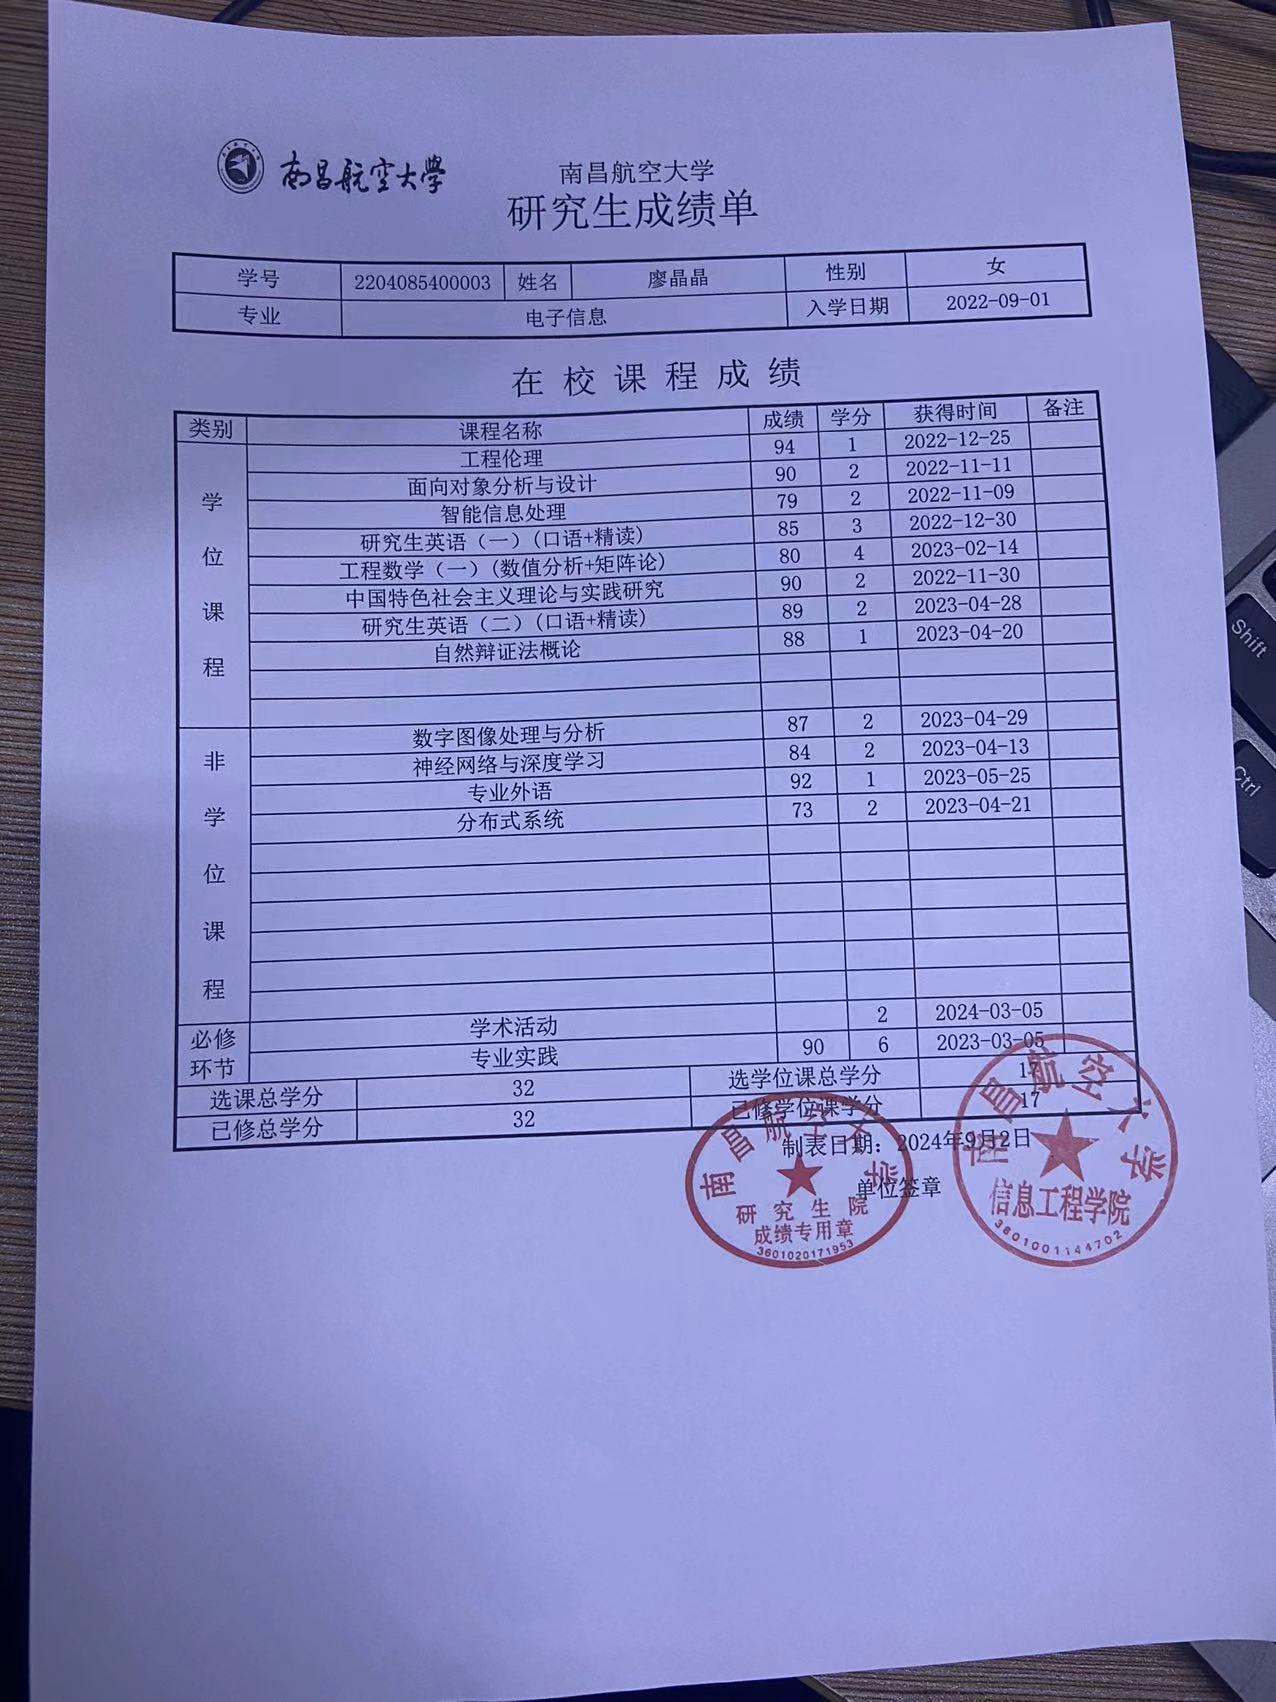 南昌航空大学
南昌航空大学
研究生成绩单
学号 2204085400003 姓名 廖晶晶 性别 女
专业 电子信息 入学日期 2022-09-01
在校课程成绩
类别 课程名称 成绩 学分 获得时间 备注
学位课程
工程伦理 94 1 2022-12-25
面向对象分析与设计 90 2 2022-11-11
智能信息处理 79 2 2022-11-09
研究生英语（一）(口语+精读) 85 3 2022-12-30
工程数学（一）(数值分析+矩阵论) 80 4 2023-02-14
中国特色社会主义理论与实践研究 90 2 2022-11-30
研究生英语（二）(口语+精读) 89 2 2023-04-28
自然辩证法概论 88 1 2023-04-20
非学位课程
数字图像处理与分析 87 2 2023-04-29
神经网络与深度学习 84 2 2023-04-13
专业外语 92 1 2023-05-25
分布式系统 73 2 2023-04-21
必修环节
学术活动 2 2024-03-05
专业实践 90 6 2023-03-05
选课总学分 32 选学位课总学分 17
已修总学分 32 已修学位课学分 17
制表日期：2024年9月2日
单位签章
南昌航空大学
研究生院
成绩专用章
3601020171953
南昌航空大学
信息工程学院
3601001144702
Shift
Ctrl